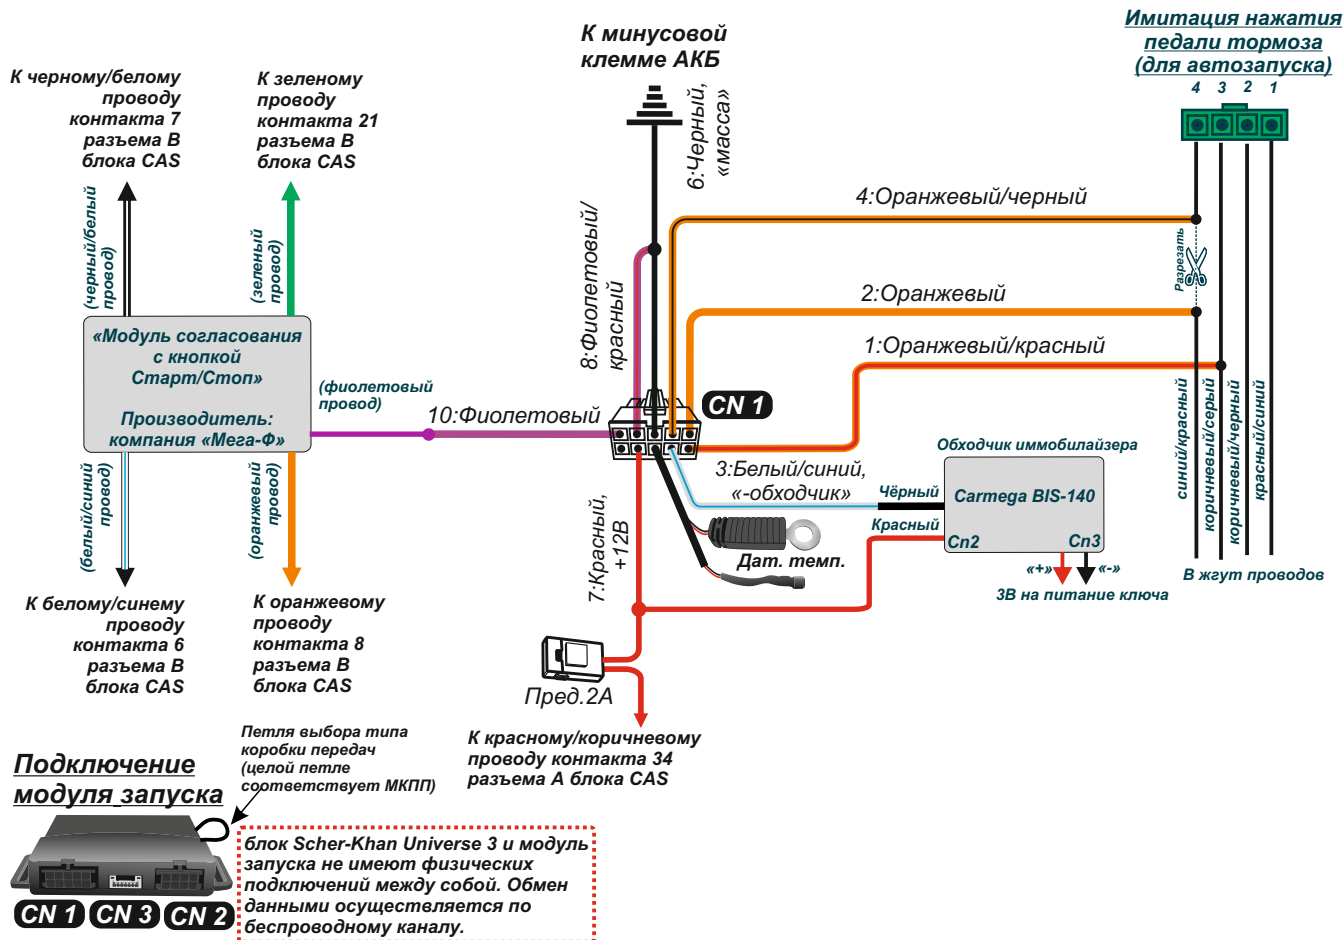 К минусовой
клемме АКБ
Имитация нажатия
педали тормоза
(для автозапуска)
4 3 2 1
К черному/белому
проводу
контакта 7
разъема В
блока CAS
К зеленому
проводу
контакта 21
разъема В
блока CAS
(черный/белый
провод)
(зеленый
провод)
6:Черный,
«масса»
8:Фиолетовый/
красный
4:Оранжевый/черный
Разрезать
2:Оранжевый
1:Оранжевый/красный
«Модуль согласования
с кнопкой
Старт/Стоп»
Производитель:
компания «Мега-Ф»
(фиолетовый
провод)
10:Фиолетовый
CN 1
3:Белый/синий,
«-обходчик»
Обходчик иммобилайзера
Чёрный
Красный
Carmega BIS-140
Cn2
Cn3
«+»
«-»
3В на питание ключа
синий/красный
коричневый/серый
коричневый/черный
красный/синий
В жгут проводов
(белый/синий
провод)
(оранжевый
провод)
7:Красный,
+12В
Дат. темп.
К белому/синему
проводу
контакта 6
разъема В
блока CAS
К оранжевому
проводу
контакта 8
разъема В
блока CAS
Пред.2А
К красному/коричневому
проводу контакта 34
разъема А блока CAS
Петля выбора типа
коробки передач
(целой петле
соответствует МКПП)
Подключение
модуля запуска
CN 1 CN 3 CN 2
блок Scher-Khan Universe 3 и модуль
запуска не имеют физических
подключений между собой. Обмен
данными осуществляется по
беспроводному каналу.